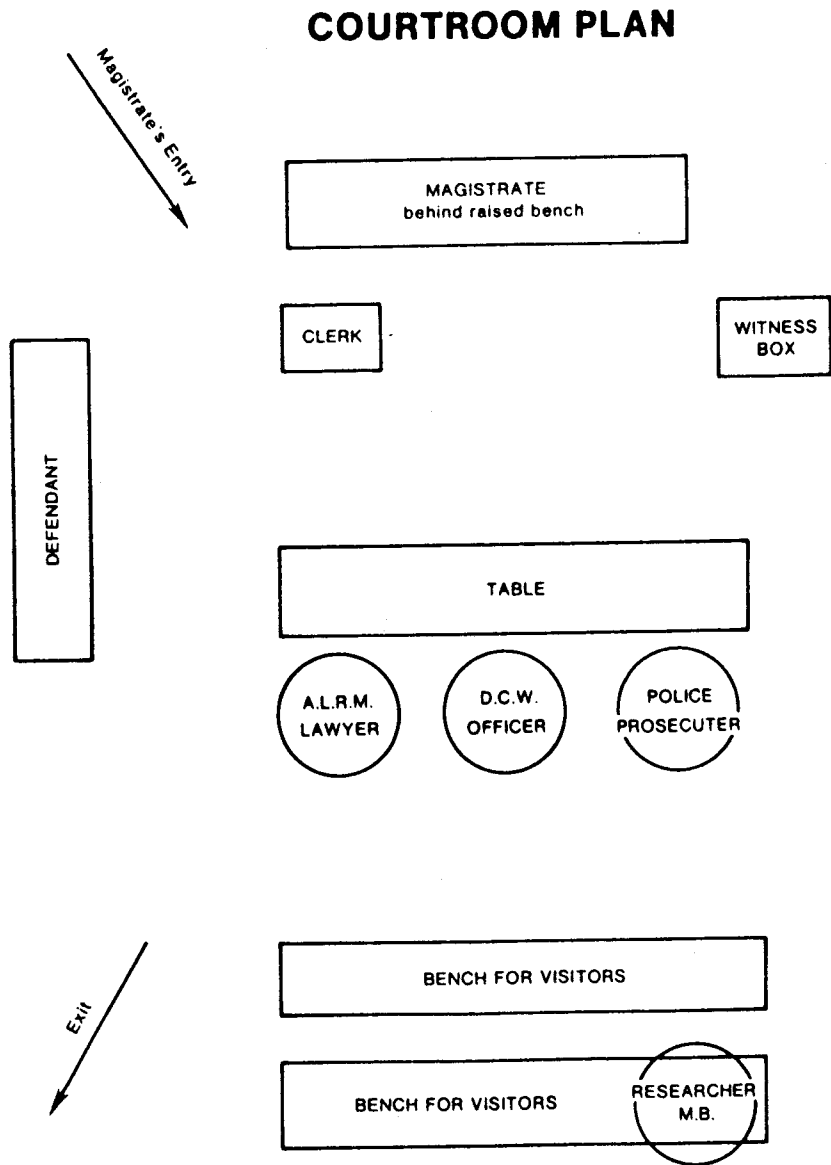 COURTROOM PLAN
Magistrate's Entry
MAGISTRATE
behind raised bench
CLERK
WITNESS
BOX
DEFENDANT
TABLE
A.L.R.M.
LAWYER
D.C.W.
OFFICER
POLICE
PROSECUTER
BENCH FOR VISITORS
Exit
BENCH FOR VISITORS
RESEARCHER
M.B.